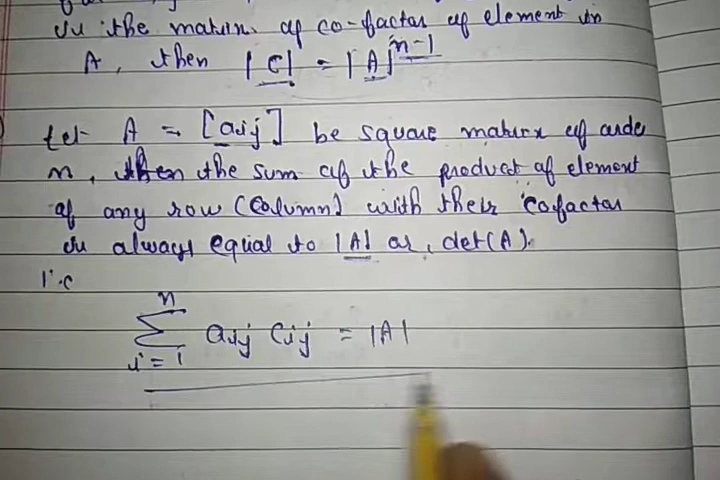 is the matrix of co-factor of element in
A, then |C| = |A|^n-1
Let A = [aij] be square matrix of order
n, then the sum of the product of element
of any row (column) with their cofactor
is always equal to |A| or, det(A).
i.e
n
∑ aij Cij = |A|
i=1